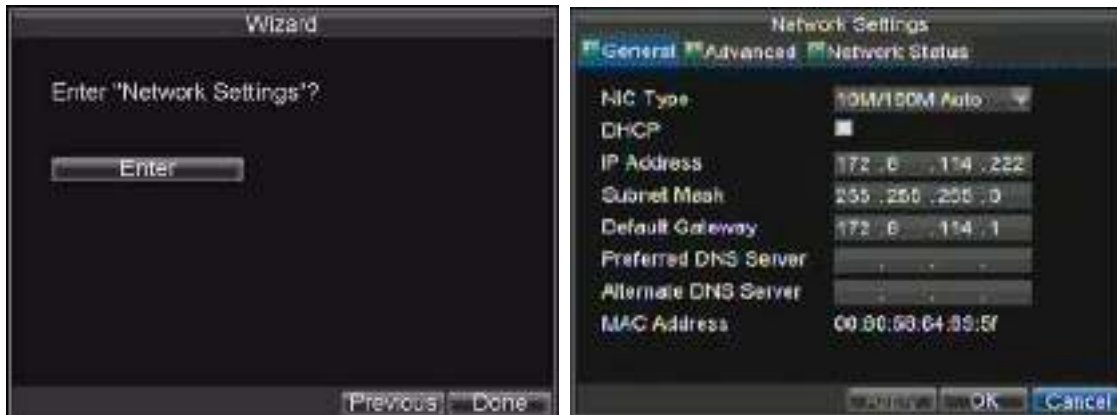 Wizard
Enter "Network Settings"?
Enter
Previous Done
Network Settings
General Advanced Network Status
NIC Type 10M/100M Auto
DHCP
IP Address 172 .6 .114 .222
Subnet Mask 255 .255 .255 .0
Default Gateway 172 .6 .114 .1
Preferred DNS Server . . .
Alternate DNS Server . . .
MAC Address
Apply OK Cancel